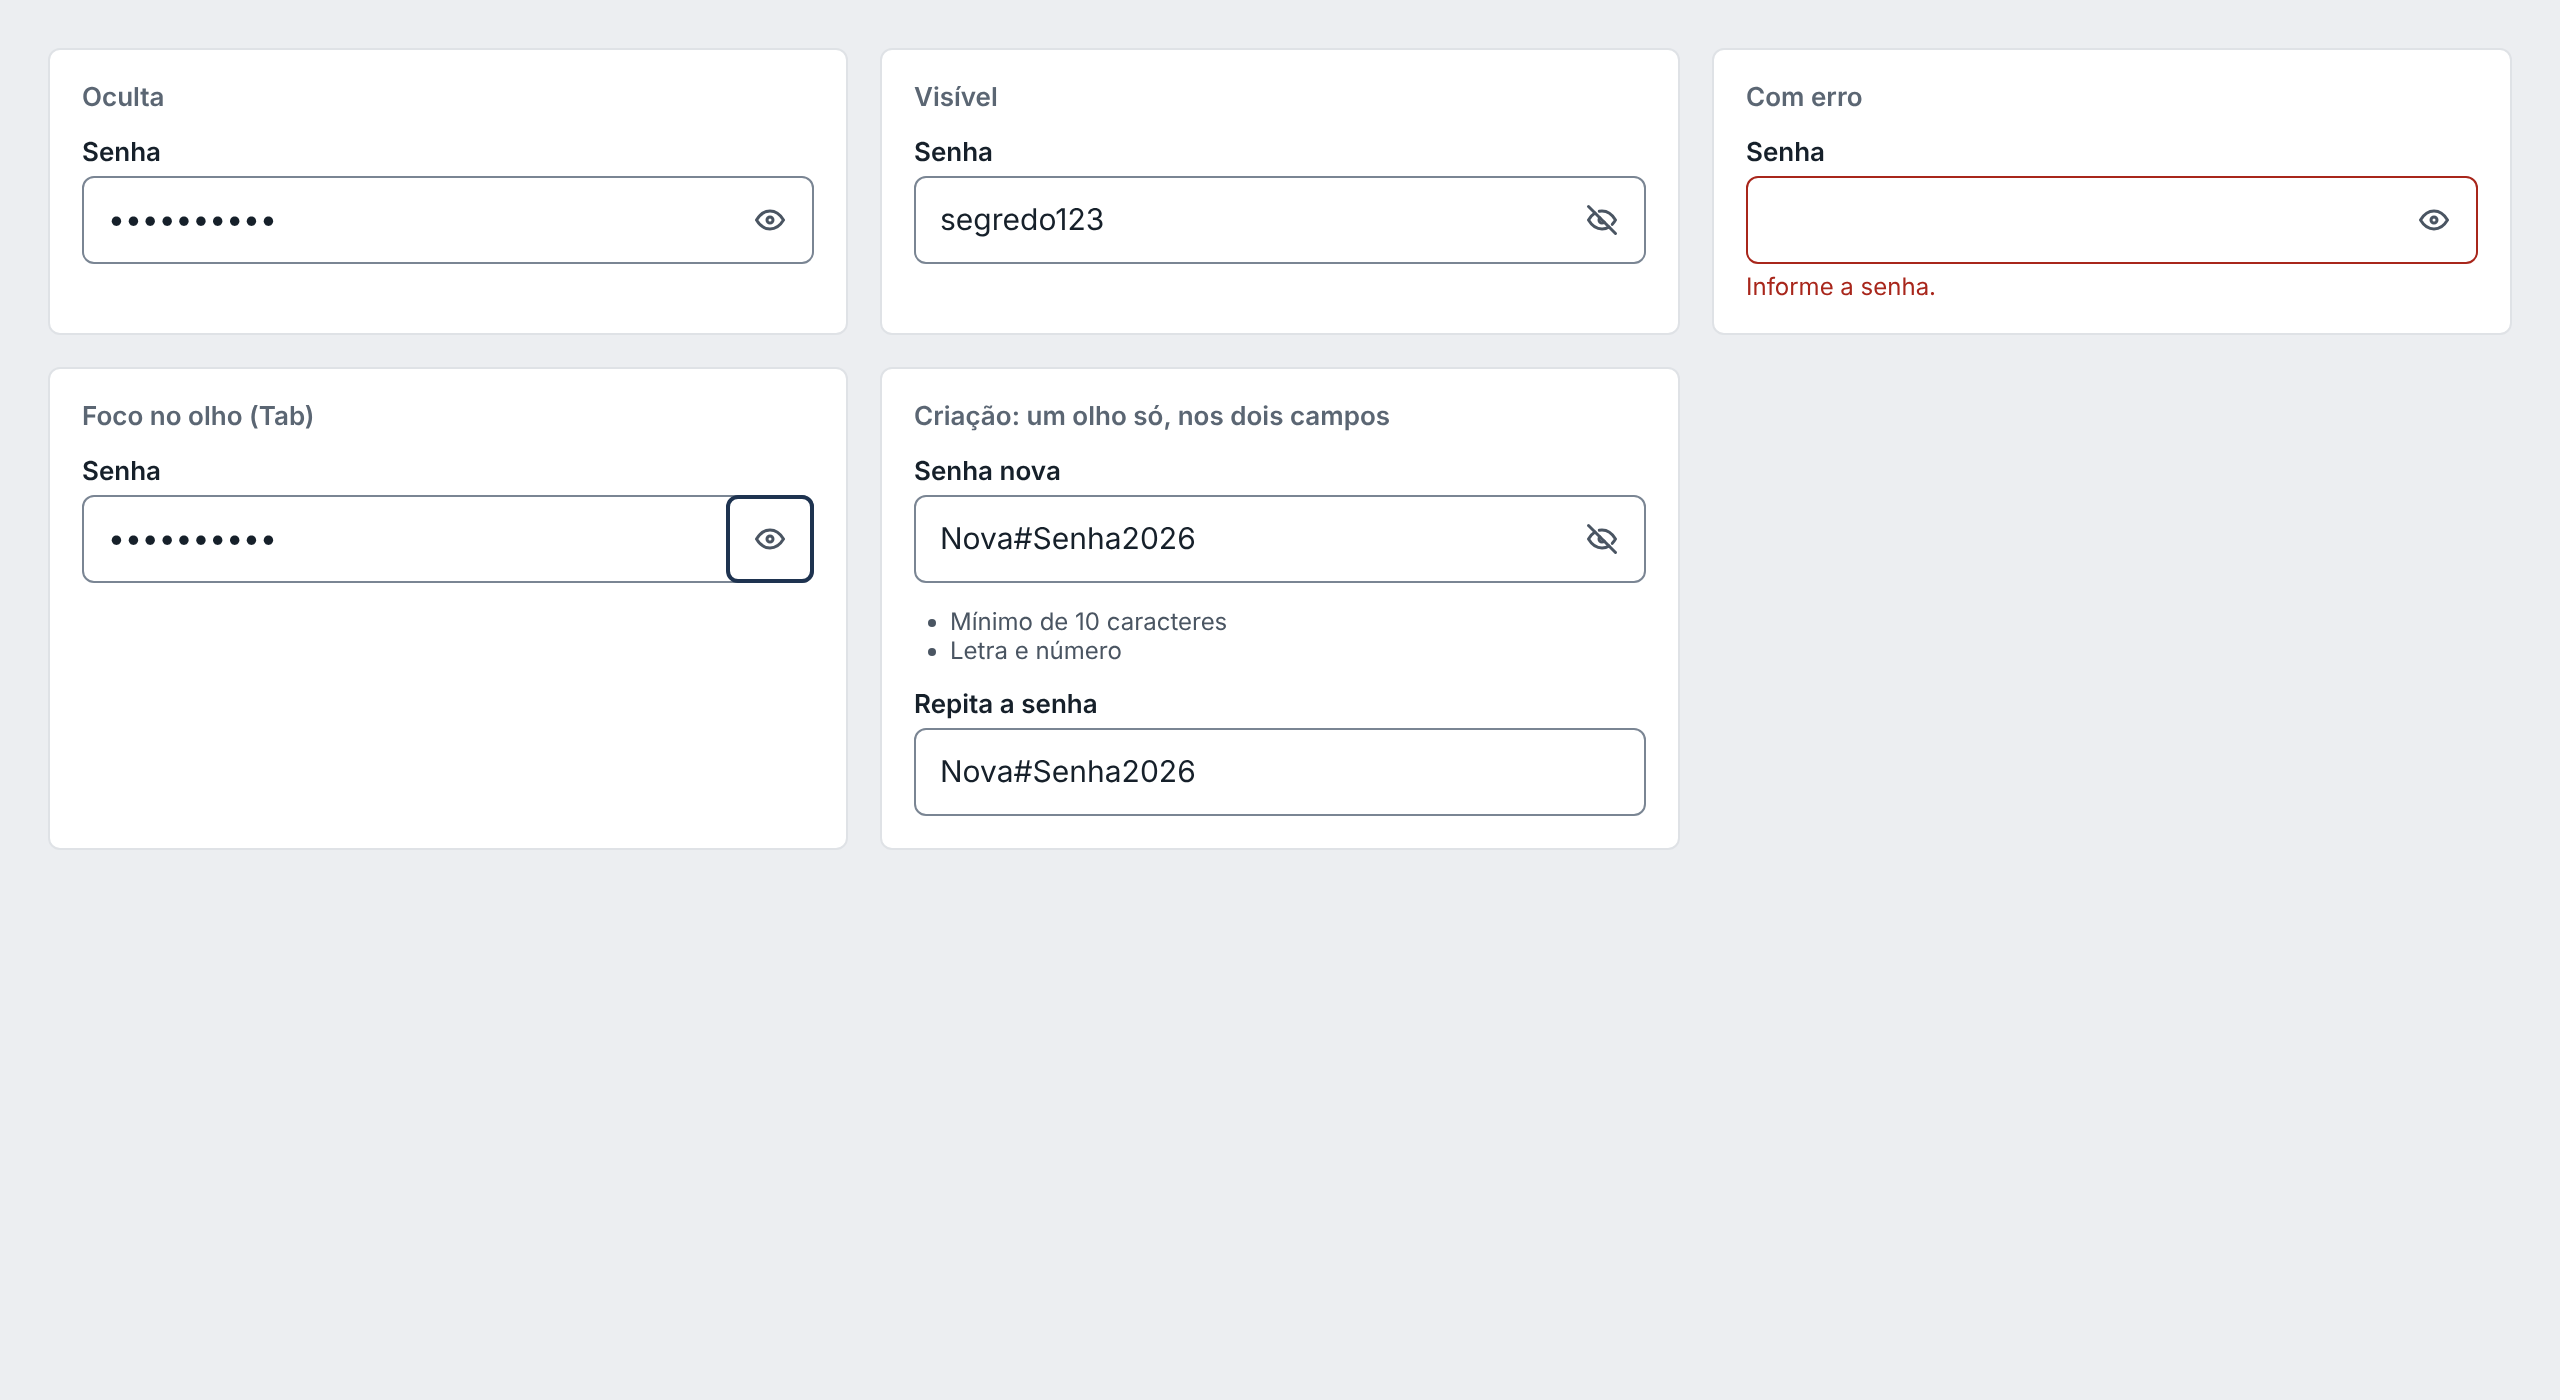 Oculta
Senha
••••••••••
Visível
Senha
segredo123
Com erro
Senha
Informe a senha.
Foco no olho (Tab)
Senha
••••••••••
Criação: um olho só, nos dois campos
Senha nova
Nova#Senha2026
• Mínimo de 10 caracteres
• Letra e número
Repita a senha
Nova#Senha2026